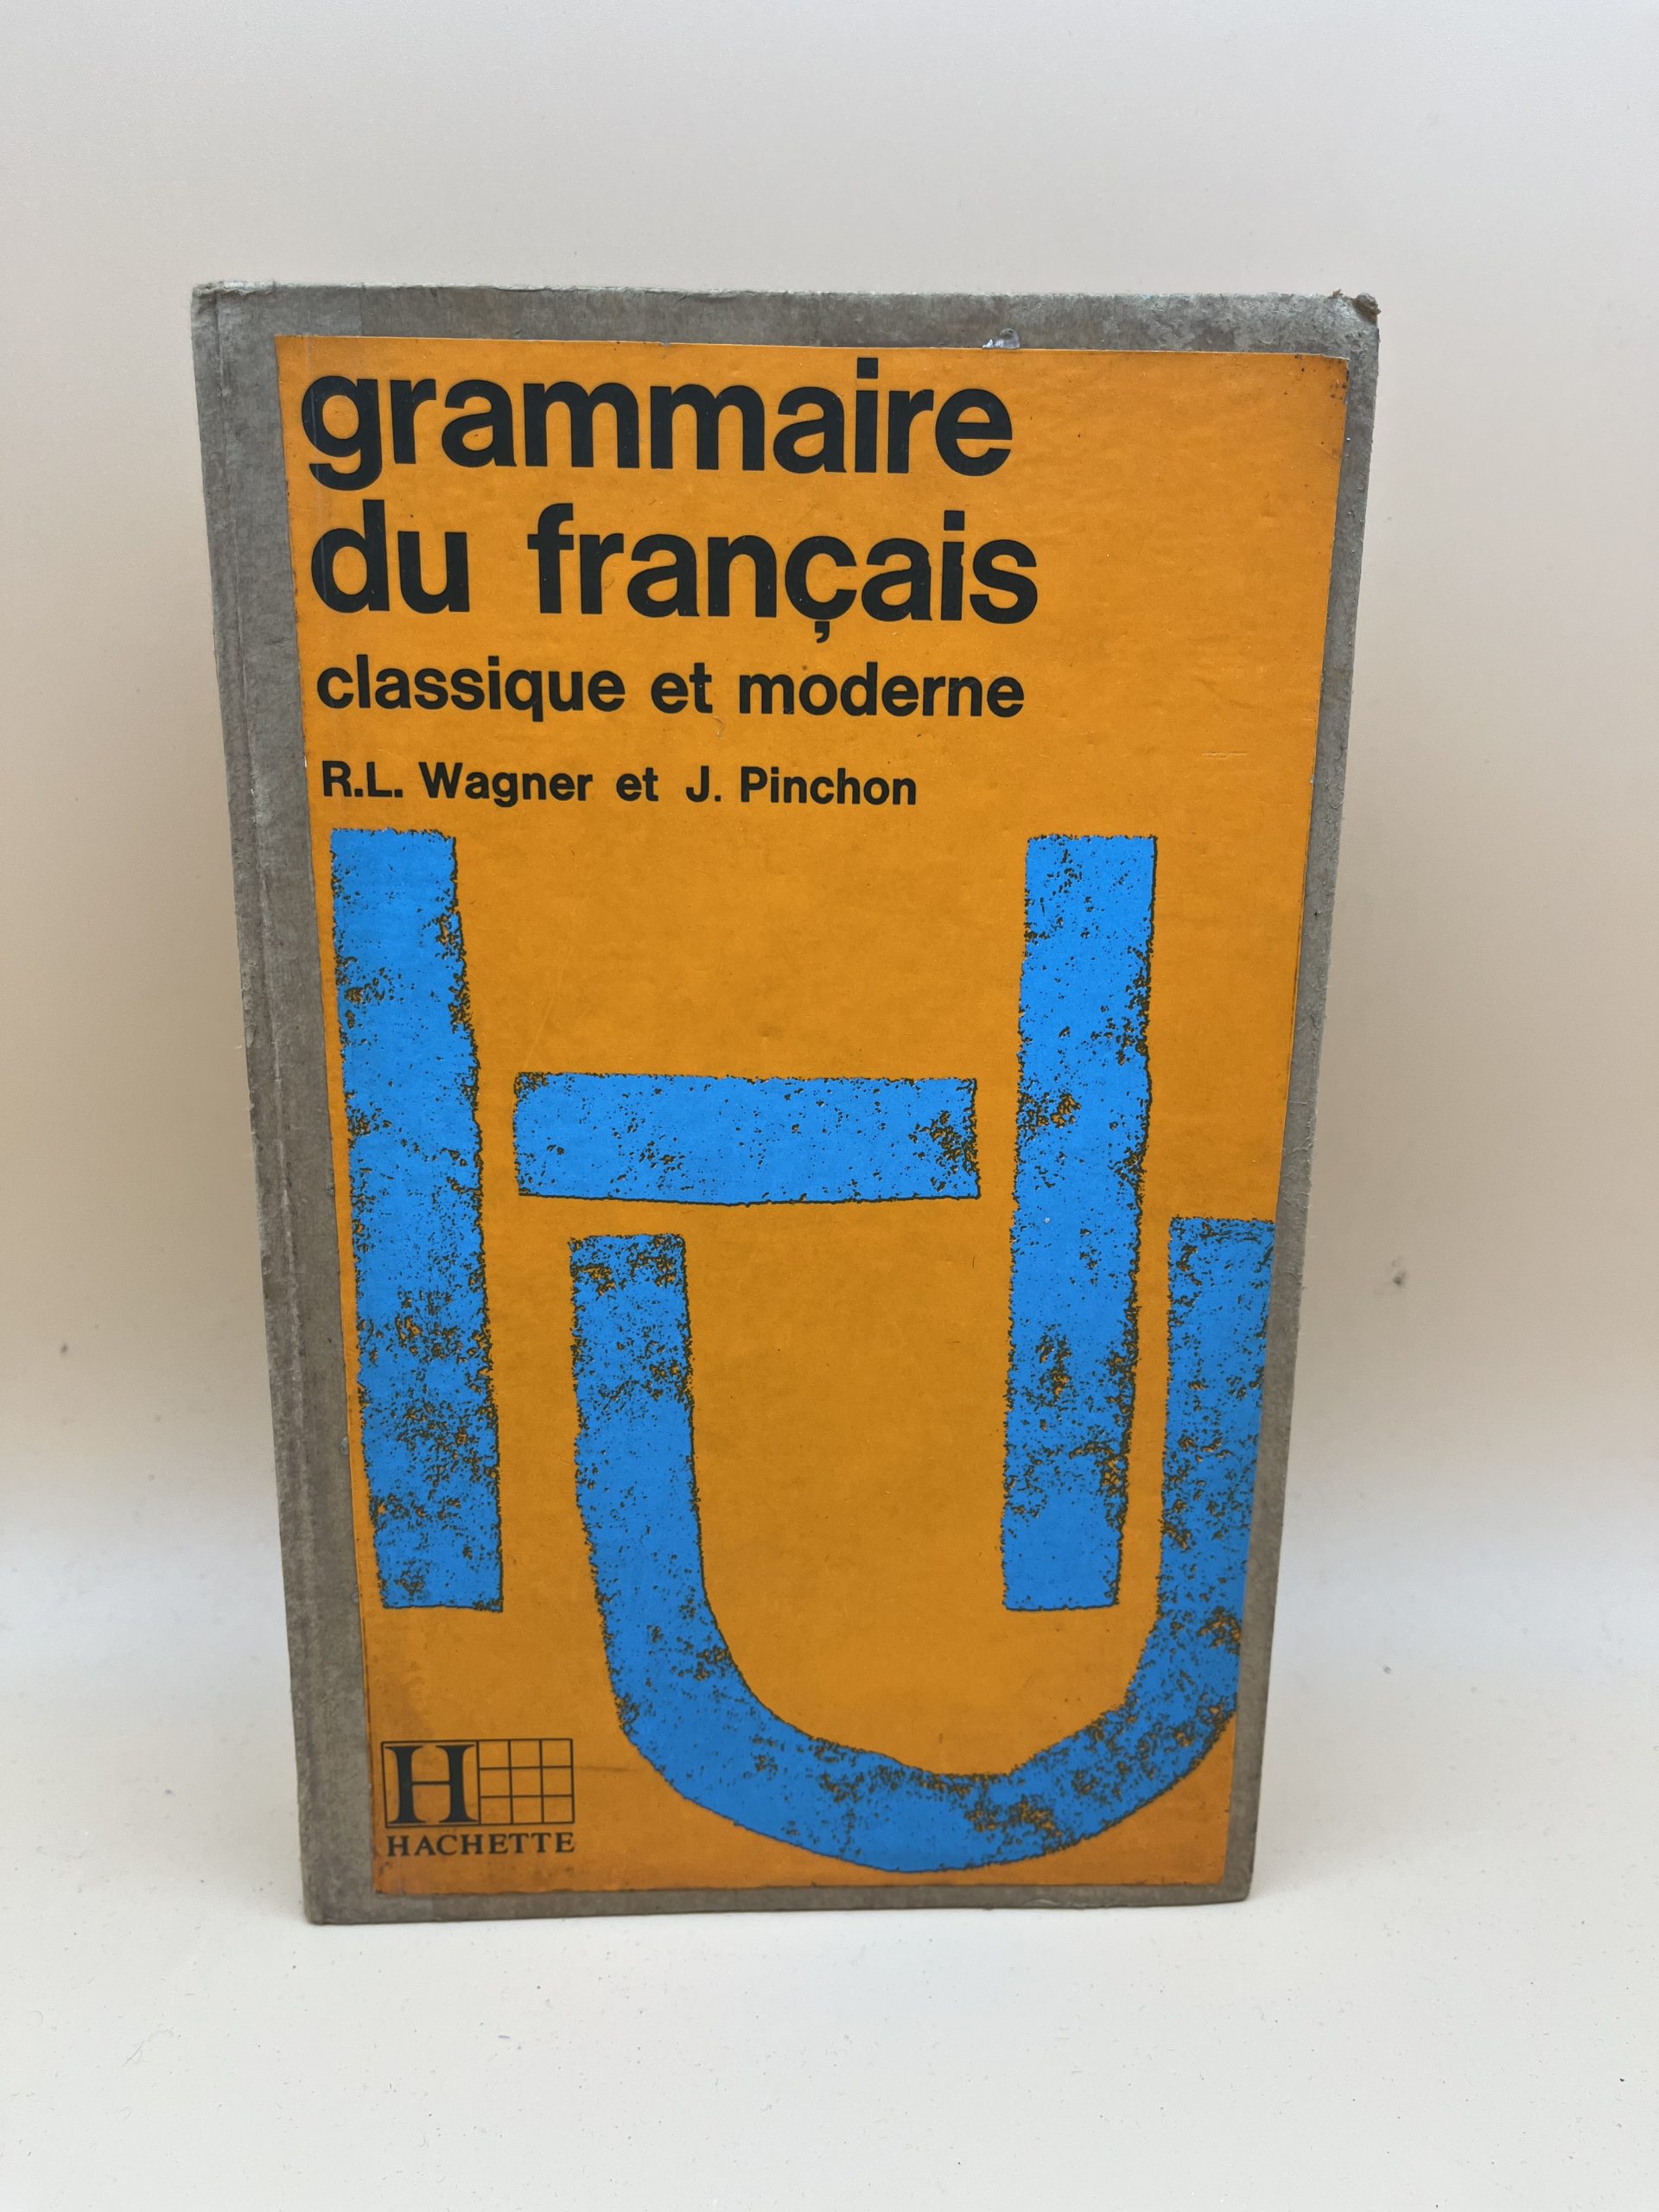 grammaire
du français
classique et moderne
R.L. Wagner et J. Pinchon
H
HACHETTE